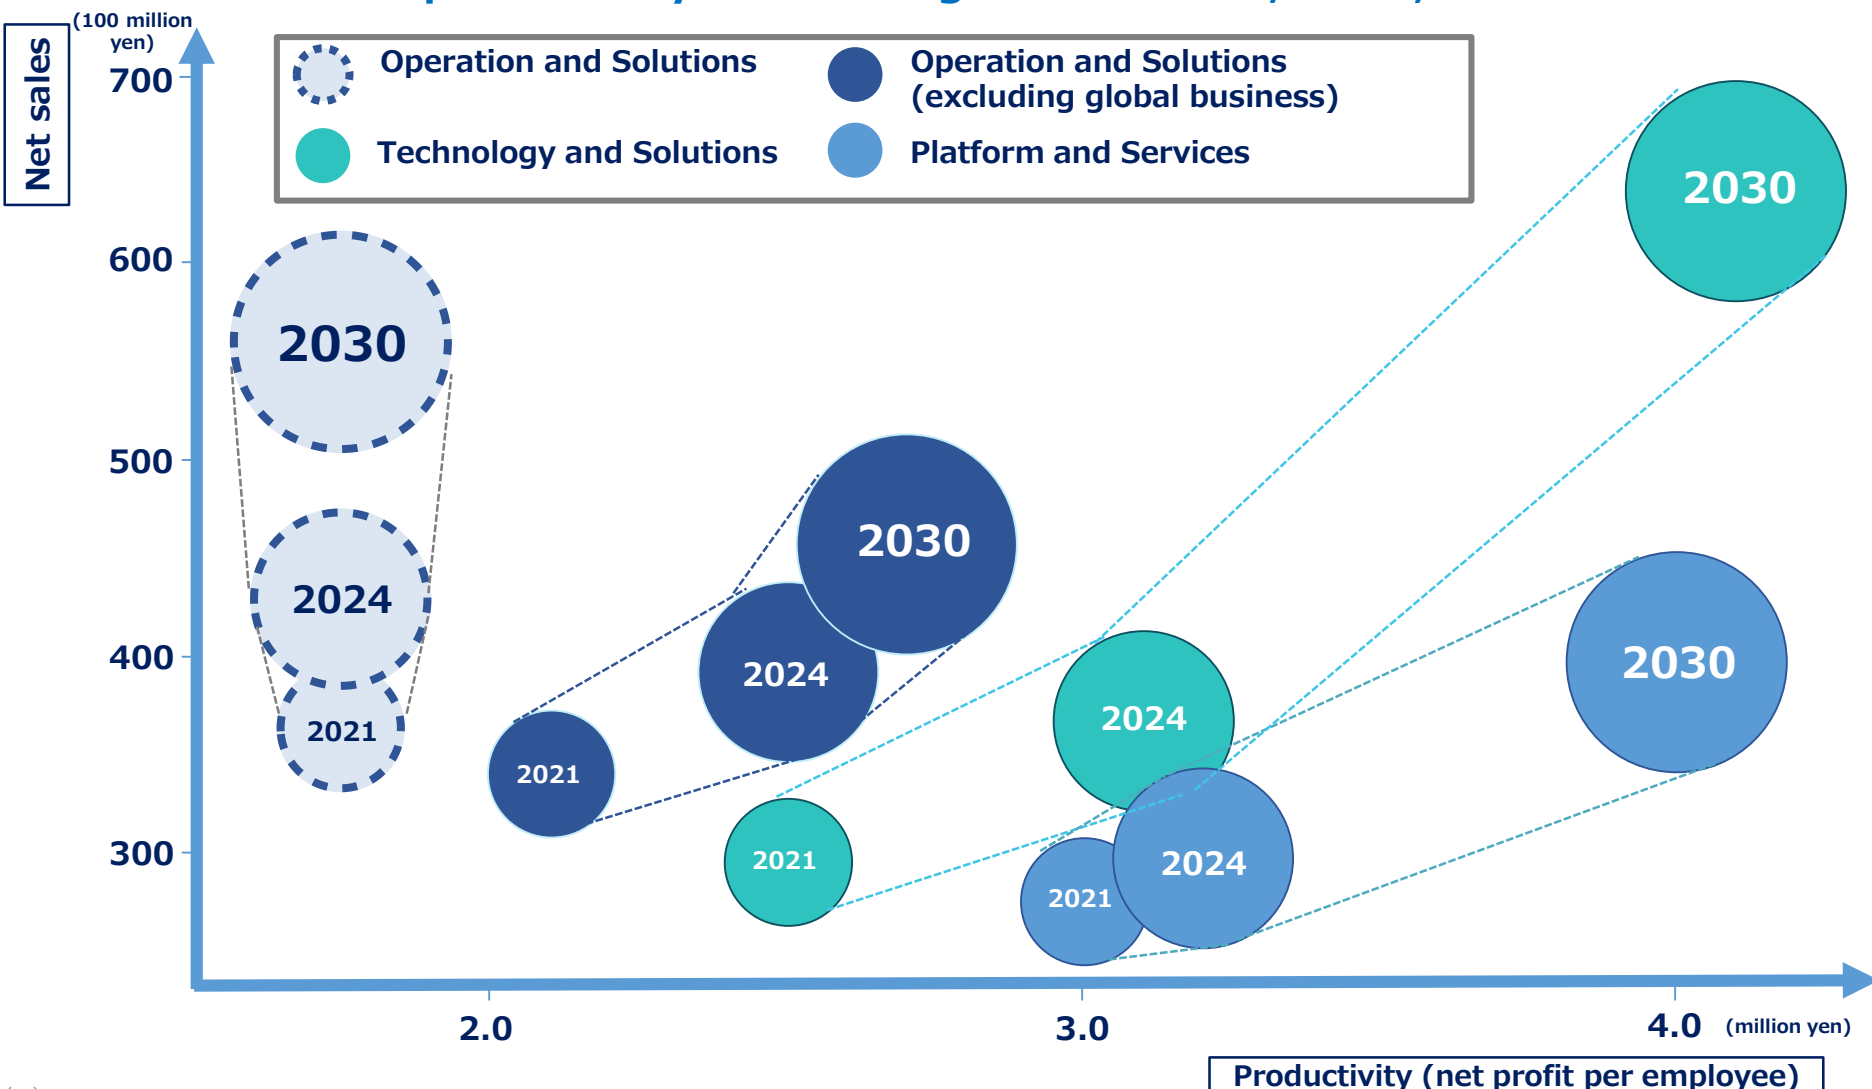 (100 million
yen)
Net sales
Operation and Solutions
Operation and Solutions
(excluding global business)
Technology and Solutions
Platform and Services
700
600
500
400
300
2030
2024
2021
2030
2024
2021
2030
2024
2021
2030
2024
2021
2.0
3.0
4.0
(million yen)
Productivity (net profit per employee)